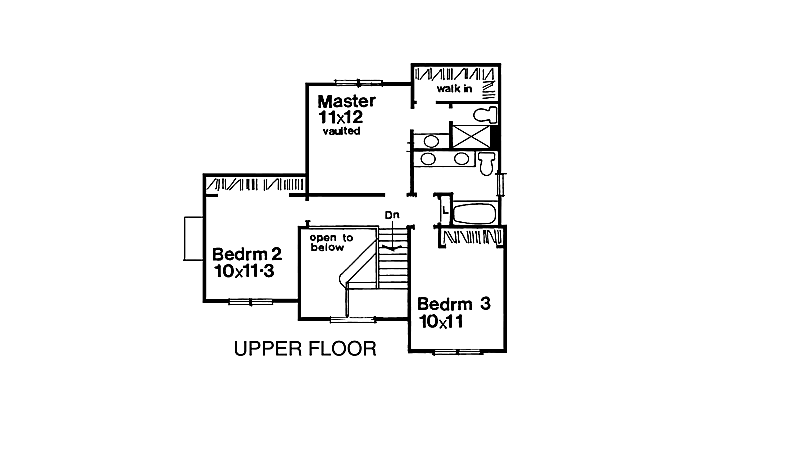 walk in
Master
11x12
vaulted
L
Dn
open to
below
Bedrm 2
10x11-3
Bedrm 3
10x11
UPPER FLOOR